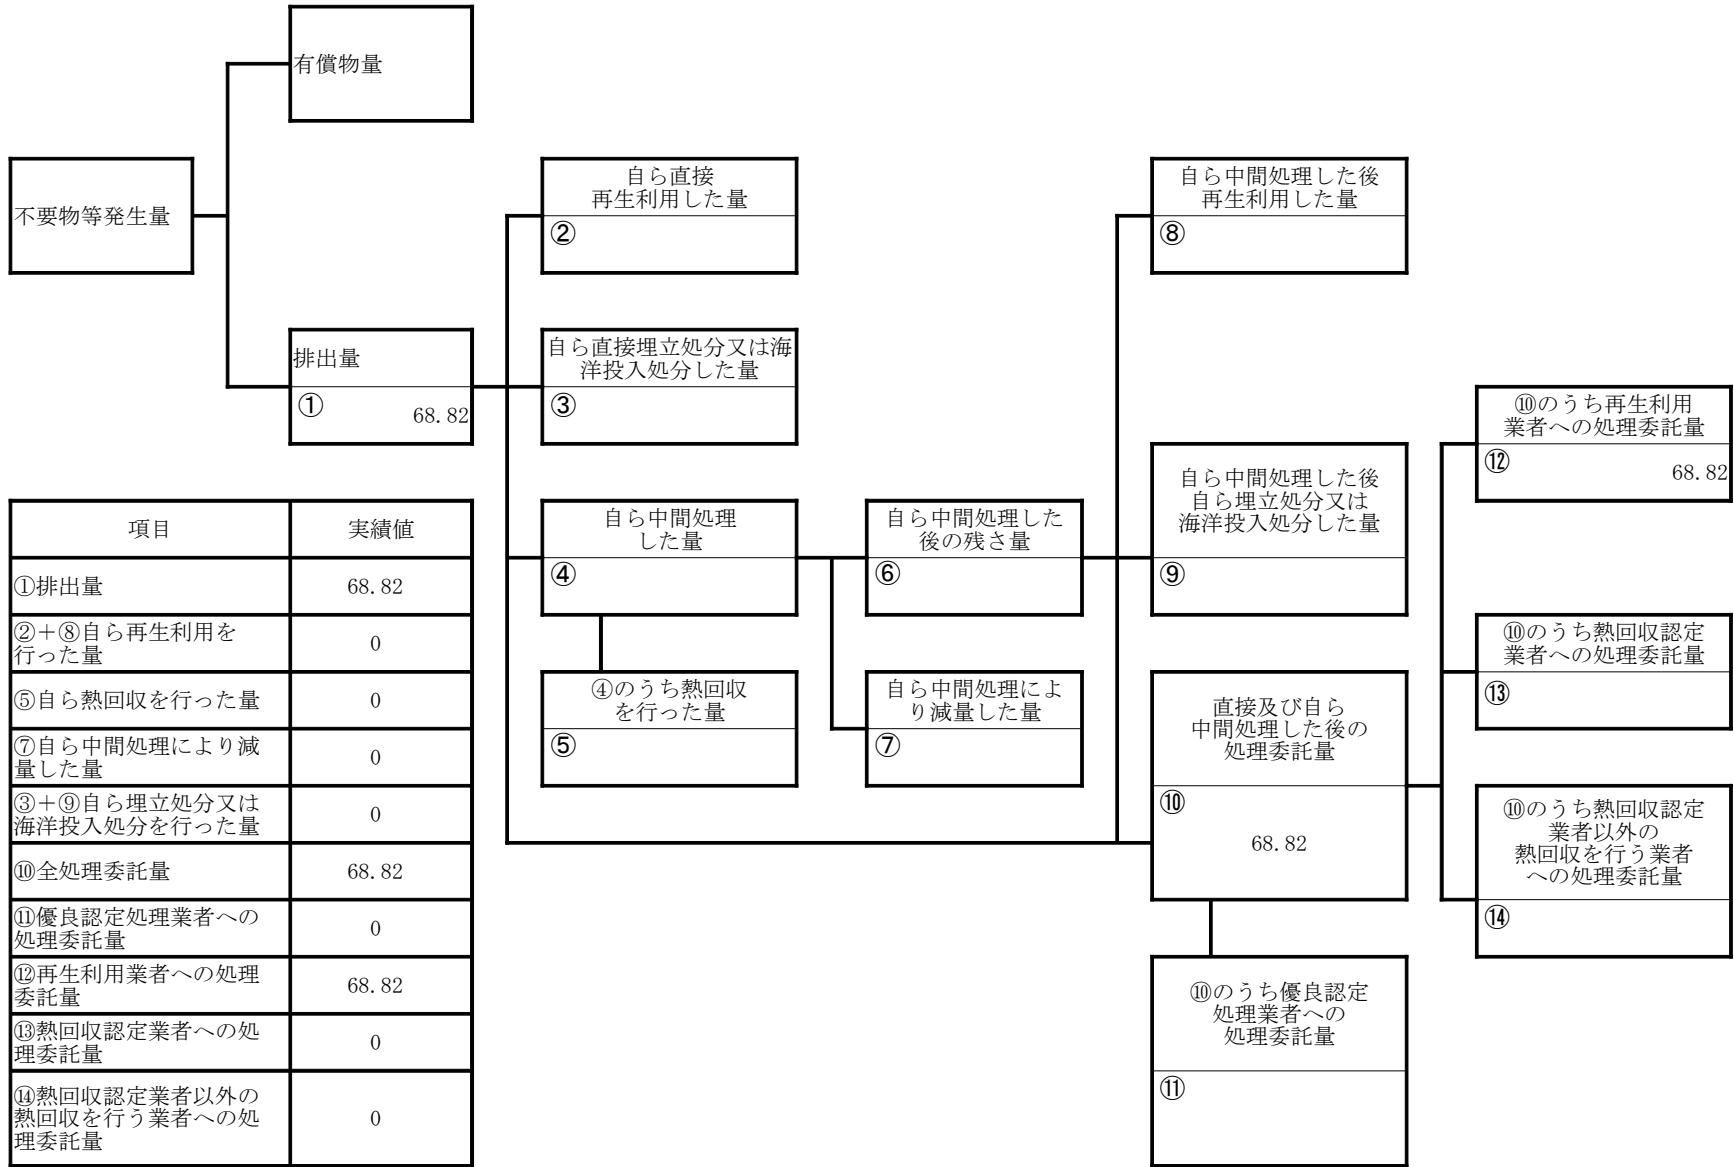 有償物量
不要物等発生量
排出量
① 68.82
自ら直接
再生利用した量
②
自ら直接埋立処分又は海
洋投入処分した量
③
自ら中間処理
した量
④
④のうち熱回収
を行った量
⑤
自ら中間処理した
後の残さ量
⑥
自ら中間処理によ
り減量した量
⑦
自ら中間処理した後
再生利用した量
⑧
自ら中間処理した後
自ら埋立処分又は
海洋投入処分した量
⑨
直接及び自ら
中間処理した後の
処理委託量
⑩
68.82
⑩のうち優良認定
処理業者への
処理委託量
⑪
⑩のうち再生利用
業者への処理委託量
⑫ 68.82
⑩のうち熱回収認定
業者への処理委託量
⑬
⑩のうち熱回収認定
業者以外の
熱回収を行う業者
への処理委託量
⑭
項目 実績値
①排出量 68.82
②+⑧自ら再生利用を
行った量 0
⑤自ら熱回収を行った量 0
⑦自ら中間処理により減
量した量 0
③+⑨自ら埋立処分又は
海洋投入処分を行った量 0
⑩全処理委託量 68.82
⑪優良認定処理業者への
処理委託量 0
⑫再生利用業者への処理
委託量 68.82
⑬熱回収認定業者への処
理委託量 0
⑭熱回収認定業者以外の
熱回収を行う業者への処
理委託量 0